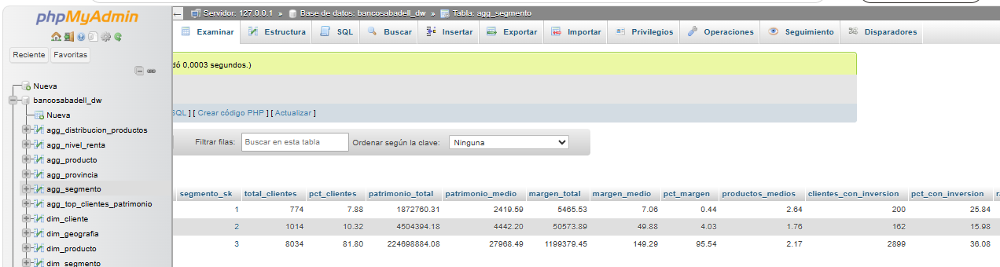 phpMyAdmin
Reciente Favoritas
Nueva
bancosabadell_dw
Nueva
agg_distribucion_productos
agg_nivel_renta
agg_producto
agg_provincia
agg_segmento
agg_top_clientes_patrimonio
dim_cliente
dim_geografia
dim_producto
dim_segmento
Servidor: 127.0.0.1 » Base de datos: bancosabadell_dw » Tabla: agg_segmento
Examinar Estructura SQL Buscar Insertar Exportar Importar Privilegios Operaciones Seguimiento Disparadores
dó 0,0003 segundos.)
SQL ] [ Crear código PHP ] [ Actualizar ]
Filtrar filas: Buscar en esta tabla Ordenar según la clave: Ninguna
segmento_sk total_clientes pct_clientes patrimonio_total patrimonio_medio margen_total margen_medio pct_margen productos_medios clientes_con_inversion pct_con_inversion
1 774 7.88 1872760.31 2419.59 5465.53 7.06 0.44 2.64 200 25.84
2 1014 10.32 4504394.18 4442.20 50573.89 49.88 4.03 1.76 162 15.98
3 8034 81.80 224698884.08 27968.49 1199379.45 149.29 95.54 2.17 2899 36.08